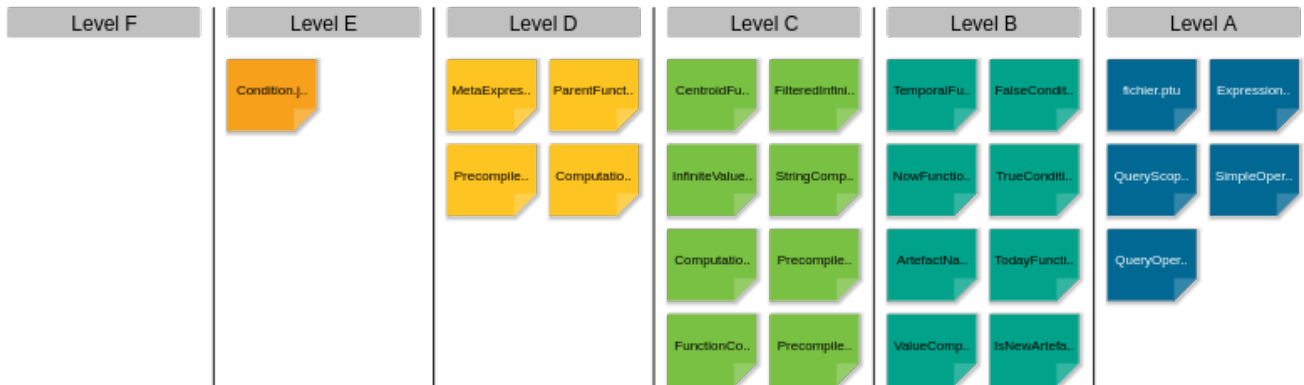 Level F
Level E
Level D
Level C
Level B
Level A
Condition.j..
MetaExpres..
ParentFunct..
CentroidFu..
FilteredInfini..
TemporalFu..
FalseCondit..
fichier.ptu
Expression..
Precompile..
Computatio..
InfiniteValue..
StringComp..
NowFunctio..
TrueConditi..
QueryScop..
SimpleOper..
Computatio..
Precompile..
ArtefactNa..
TodayFuncti..
QueryOper..
FunctionCo..
Precompile..
ValueComp..
IsNewArtefa..